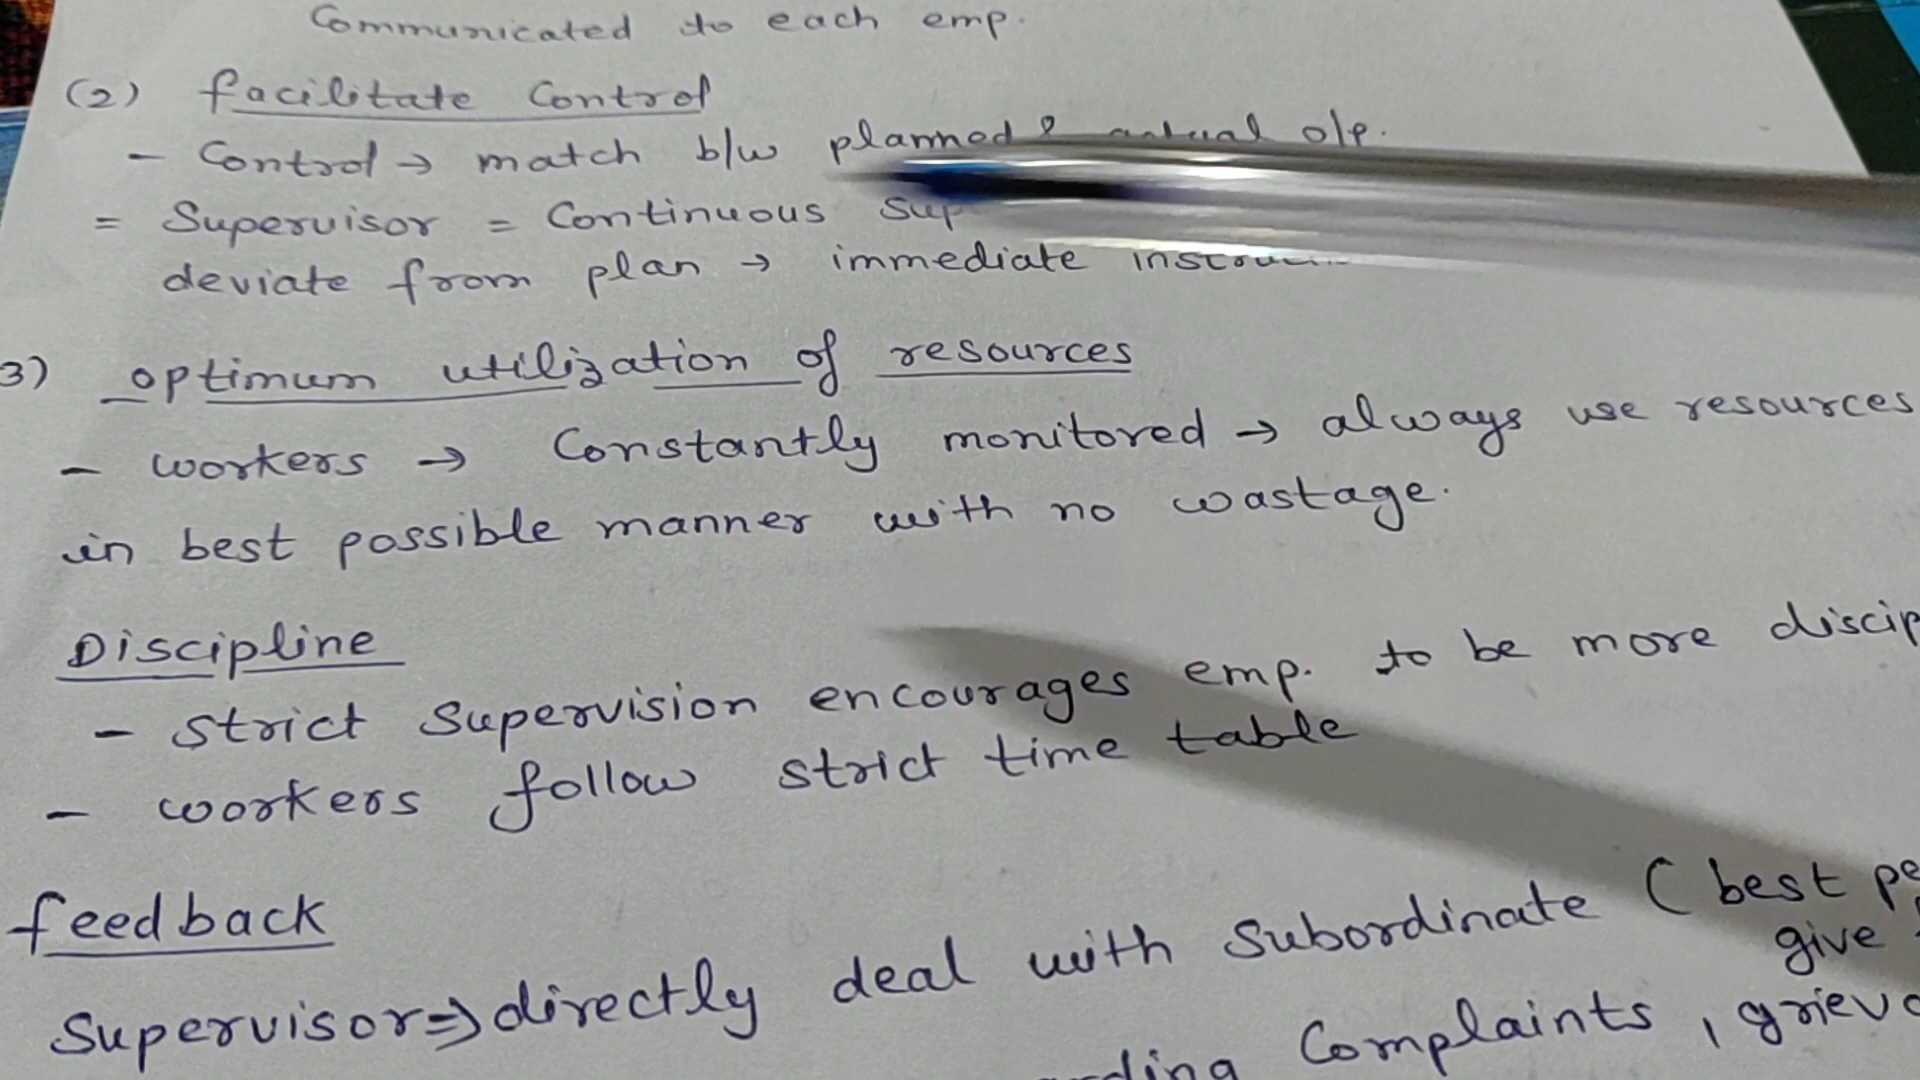 Communicated to each emp.
(2) facilitate Control
- Control → match b/w planned & actual o/p.
= Supervisor = Continuous
deviate from plan → immediate
3) optimum utilization of resources
- workers → Constantly monitored → always use resources
in best possible manner with no wastage.
Discipline
- strict supervision encourages emp. to be more
- workers follow strict time table
feedback
Supervisor ⇒ directly deal with subordinate ( best
give
Complaints ,